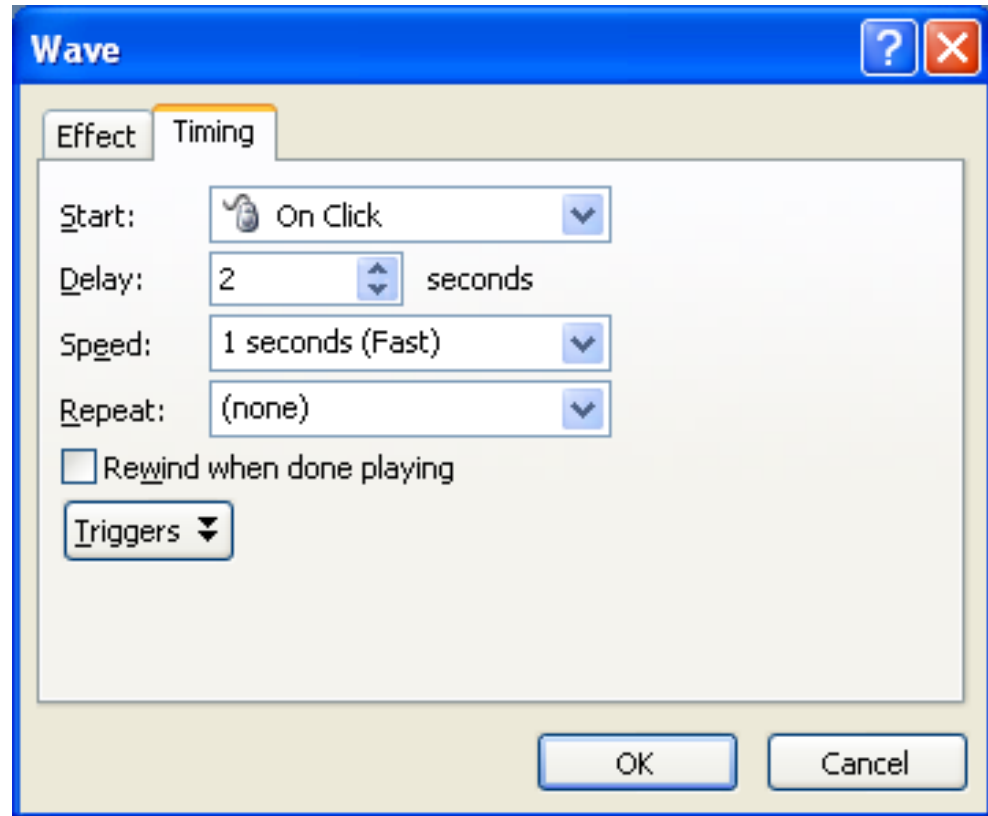 Wave
Effect Timing
Start: On Click
Delay: 2 seconds
Speed: 1 seconds (Fast)
Repeat: (none)
Rewind when done playing
Triggers
OK Cancel